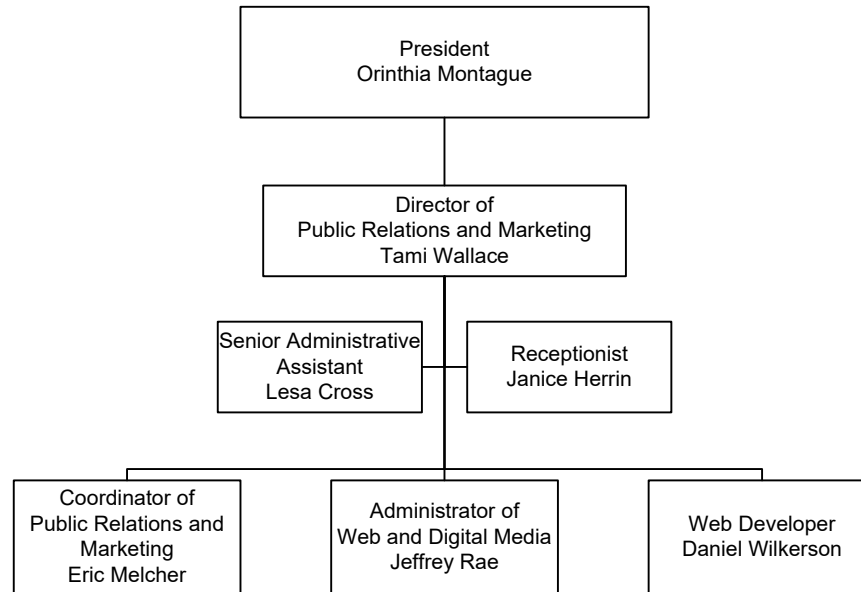 President
Orinthia Montague
Director of
Public Relations and Marketing
Tami Wallace
Senior Administrative
Assistant
Lesa Cross
Receptionist
Janice Herrin
Coordinator of
Public Relations and
Marketing
Eric Melcher
Administrator of
Web and Digital Media
Jeffrey Rae
Web Developer
Daniel Wilkerson